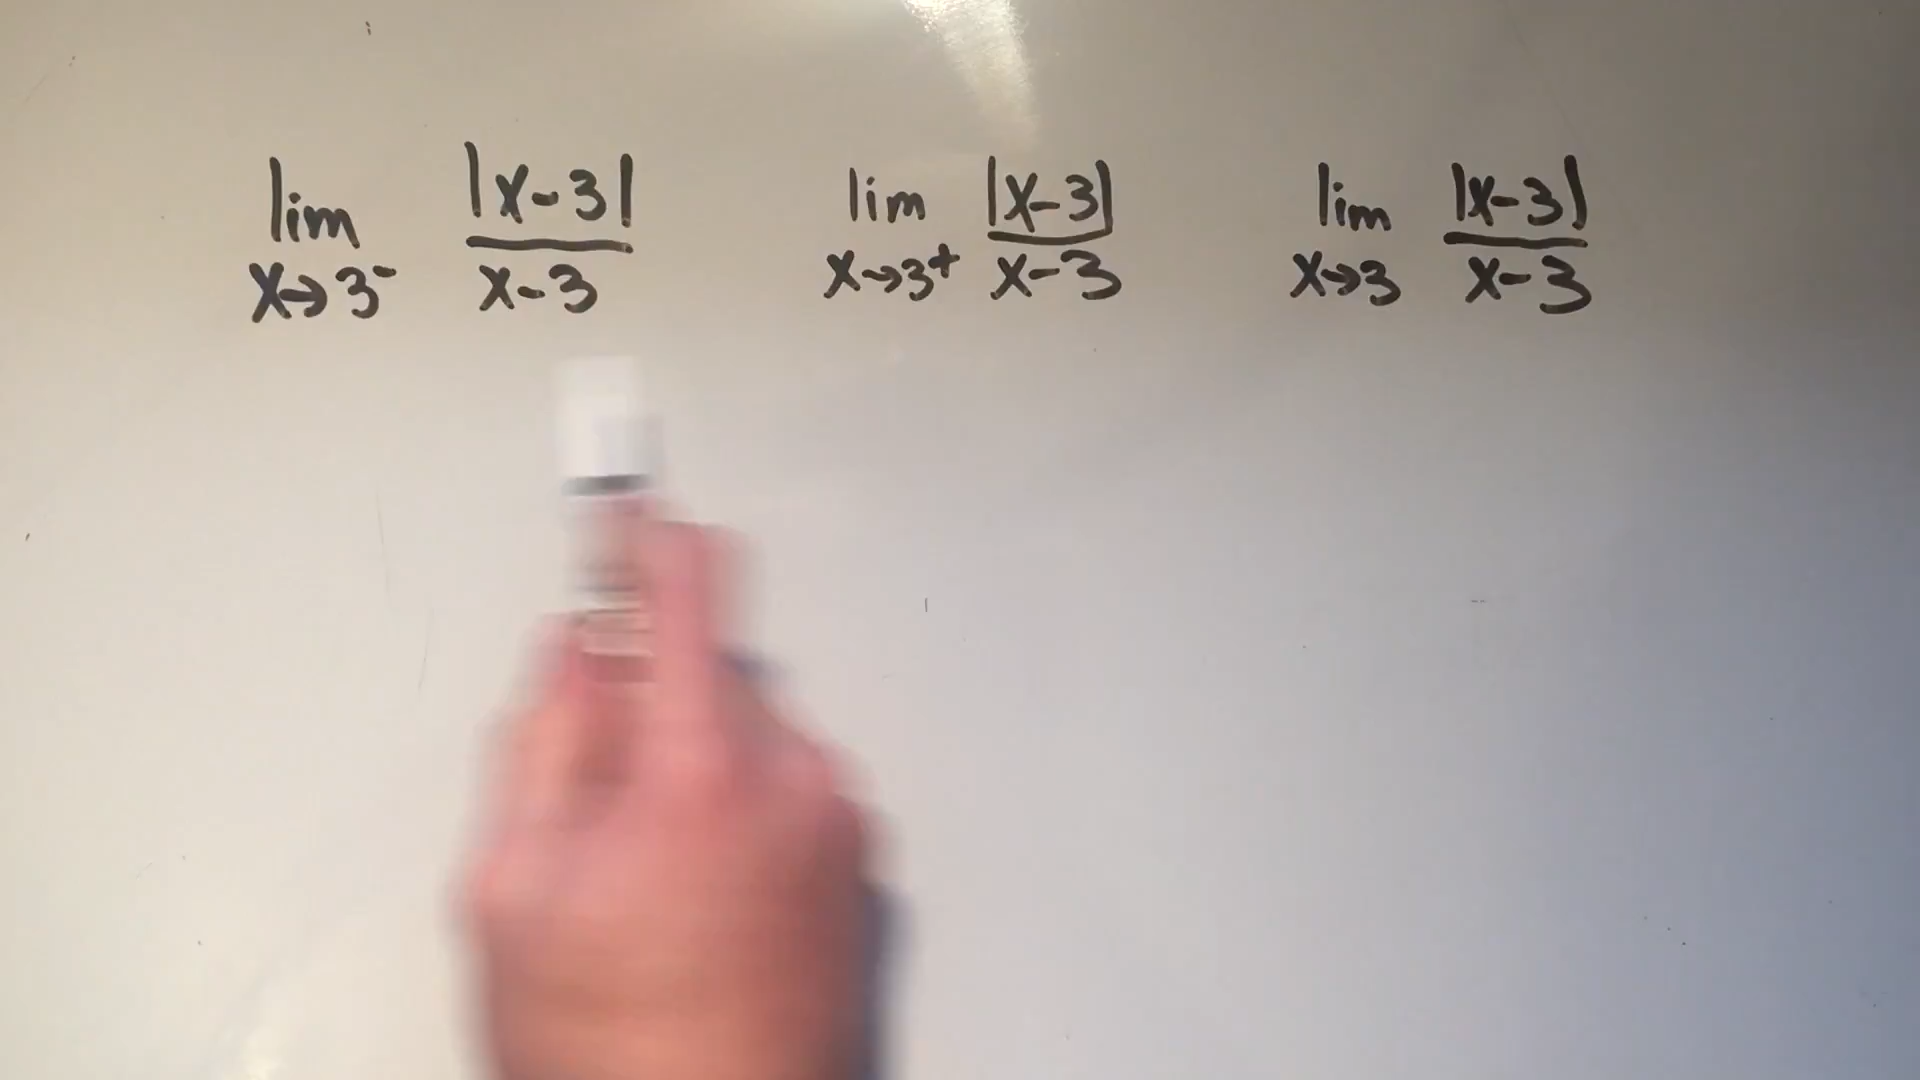 lim |x-3| lim |x-3| lim |x-3|
x→3⁻ x-3 x→3⁺ x-3 x→3 x-3